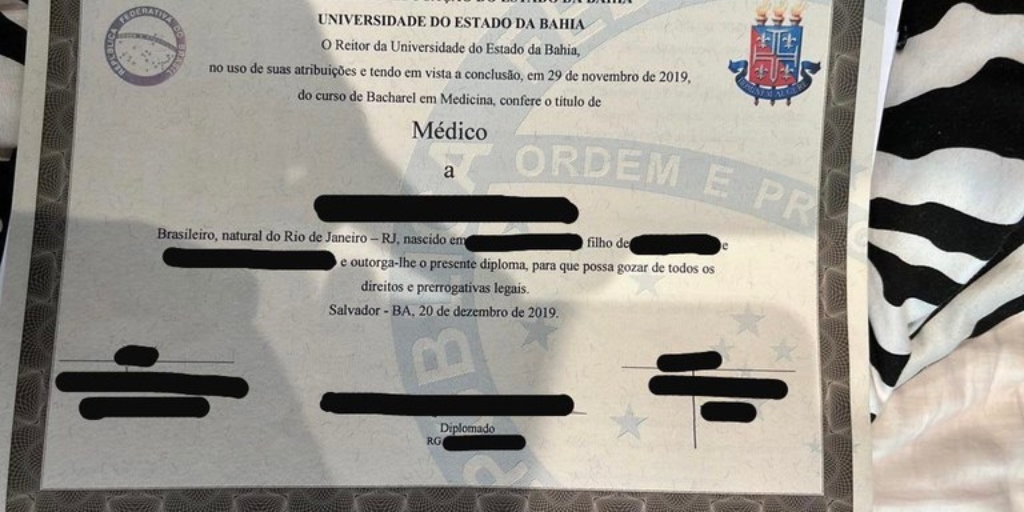 UNIVERSIDADE DO ESTADO DA BAHIA
O Reitor da Universidade do Estado da Bahia,
no uso de suas atribuições e tendo em vista a conclusão, em 29 de novembro de 2019,
do curso de Bacharel em Medicina, confere o título de
Médico
a
ORDEM E PR
Brasileiro, natural do Rio de Janeiro – RJ, nascido em filho de e
e outorga-lhe o presente diploma, para que possa gozar de todos os
direitos e prerrogativas legais.
Salvador - BA, 20 de dezembro de 2019.
Diplomado
RG